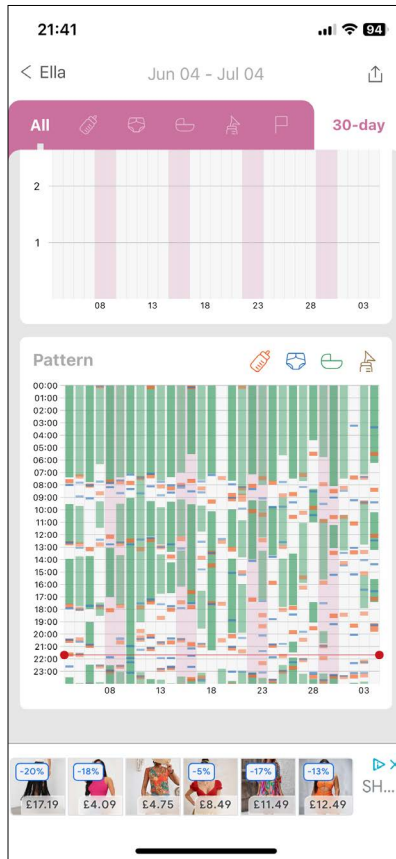 21:41
94
< Ella
Jun 04 - Jul 04
All
30-day
2
1
08 13 18 23 28 03
Pattern
00:00
01:00
02:00
03:00
04:00
05:00
06:00
07:00
08:00
09:00
10:00
11:00
12:00
13:00
14:00
15:00
16:00
17:00
18:00
19:00
20:00
21:00
22:00
23:00
08 13 18 23 28 03
-20% -18% -5% -17% -13%
SH...
£17.19 £4.09 £4.75 £8.49 £11.49 £12.49